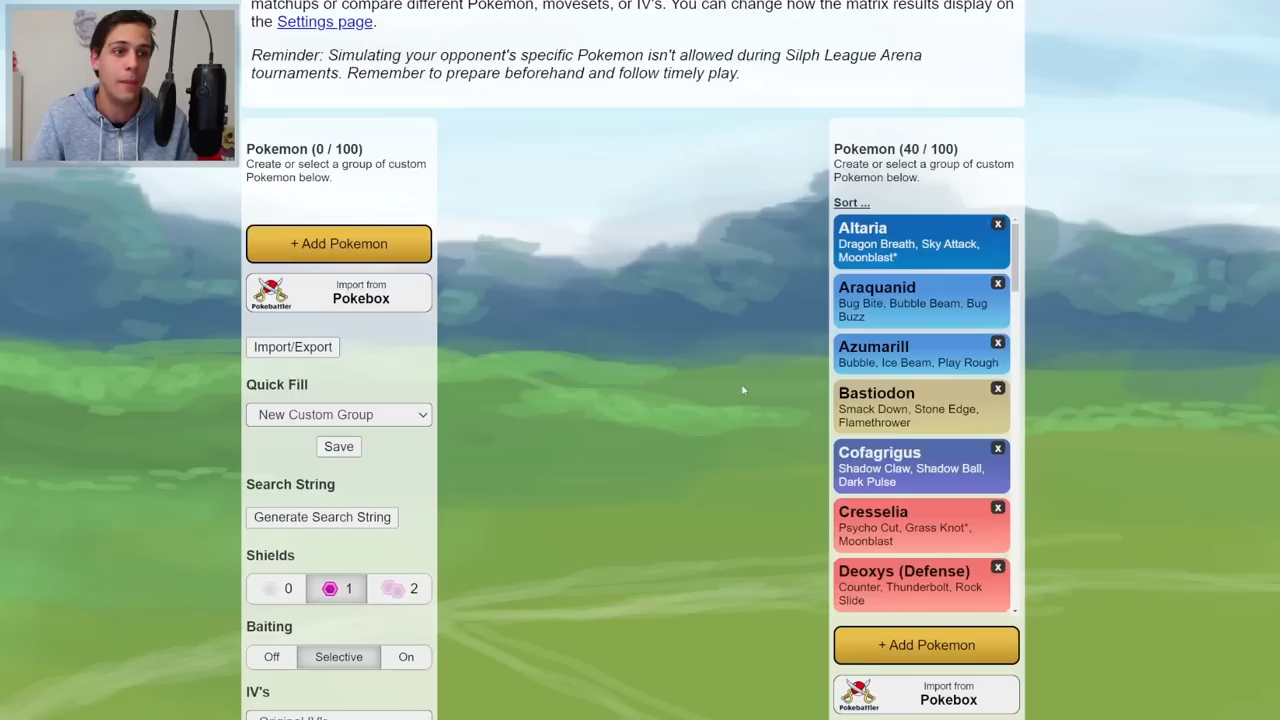 matchups or compare different Pokemon, movesets, or IV's. You can change how the matrix results display on
the Settings page.
Reminder: Simulating your opponent's specific Pokemon isn't allowed during Silph League Arena
tournaments. Remember to prepare beforehand and follow timely play.
Pokemon (0 / 100)
Create or select a group of custom
Pokemon below.
+ Add Pokemon
Pokebattler
Import from
Pokebox
Import/Export
Quick Fill
New Custom Group
Save
Search String
Generate Search String
Shields
0
1
2
Baiting
Off
Selective
On
IV's
Original IV's
Pokemon (40 / 100)
Create or select a group of custom
Pokemon below.
Sort ...
Altaria
x
Dragon Breath, Sky Attack,
Moonblast*
Araquanid
x
Bug Bite, Bubble Beam, Bug
Buzz
Azumarill
x
Bubble, Ice Beam, Play Rough
Bastiodon
x
Smack Down, Stone Edge,
Flamethrower
Cofagrigus
x
Shadow Claw, Shadow Ball,
Dark Pulse
Cresselia
x
Psycho Cut, Grass Knot*,
Moonblast
Deoxys (Defense)
x
Counter, Thunderbolt, Rock
Slide
+ Add Pokemon
Pokebattler
Import from
Pokebox